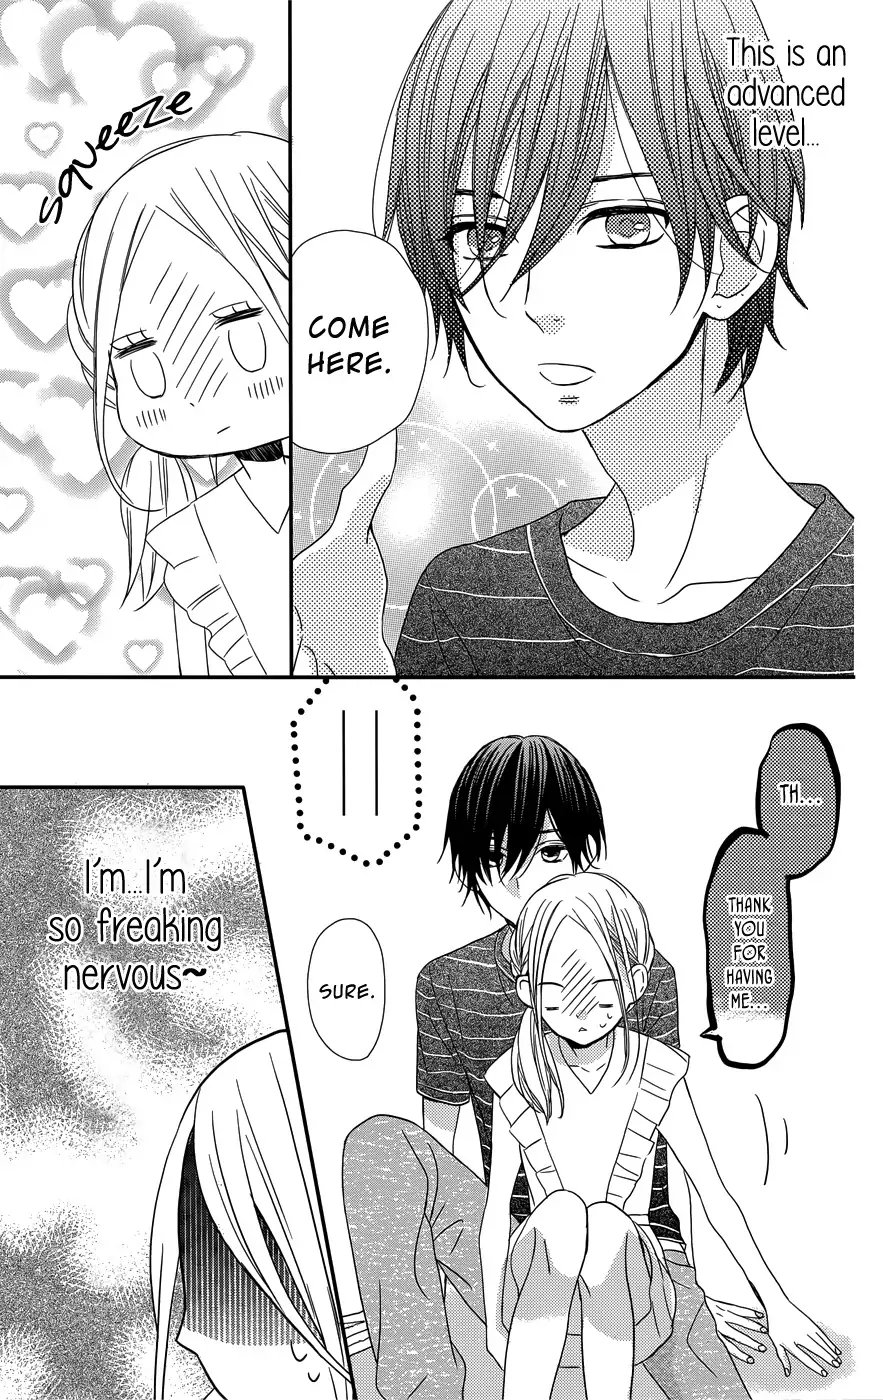 This is an
advanced
level...
COME
HERE.
squeeze
TH...
THANK
YOU
FOR
HAVING
ME...
SURE.
I'm...I'm
so freaking
nervous~